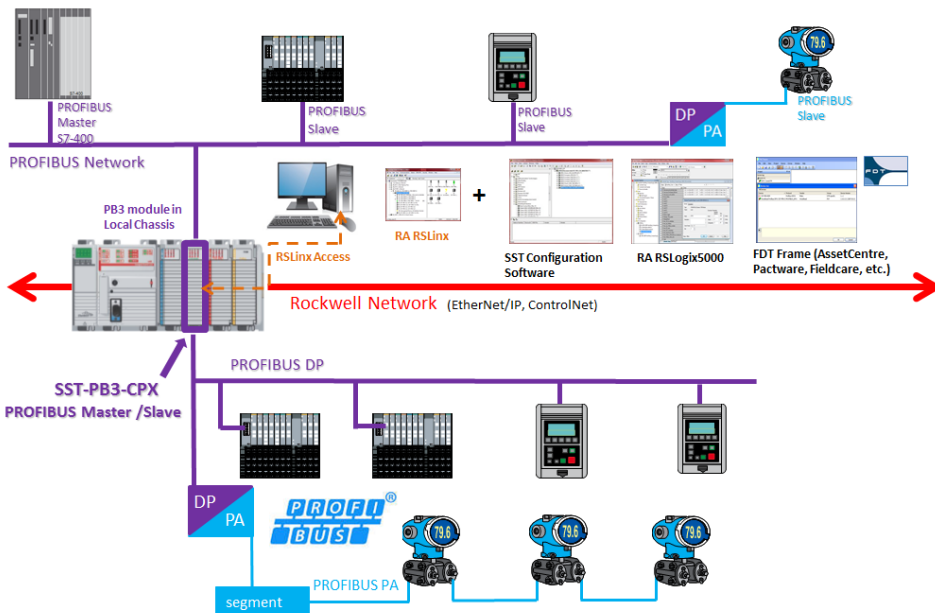 S7-400
PROFIBUS
Master
S7-400
PROFIBUS
Slave
PROFIBUS
Slave
79.6
DP
PA
PROFIBUS
Slave
PROFIBUS Network
PB3 module in
Local Chassis
RA RSLinx
+
SST Configuration
Software
RA RSLogix5000
FDT
FDT Frame (AssetCentre,
Pactware, Fieldcare, etc.)
RSLinx Access
Rockwell Network (EtherNet/IP, ControlNet)
PROFIBUS DP
SST-PB3-CPX
PROFIBUS Master /Slave
DP
PA
PROFI
BUS
®
79.6
79.6
79.6
PROFIBUS PA
segment